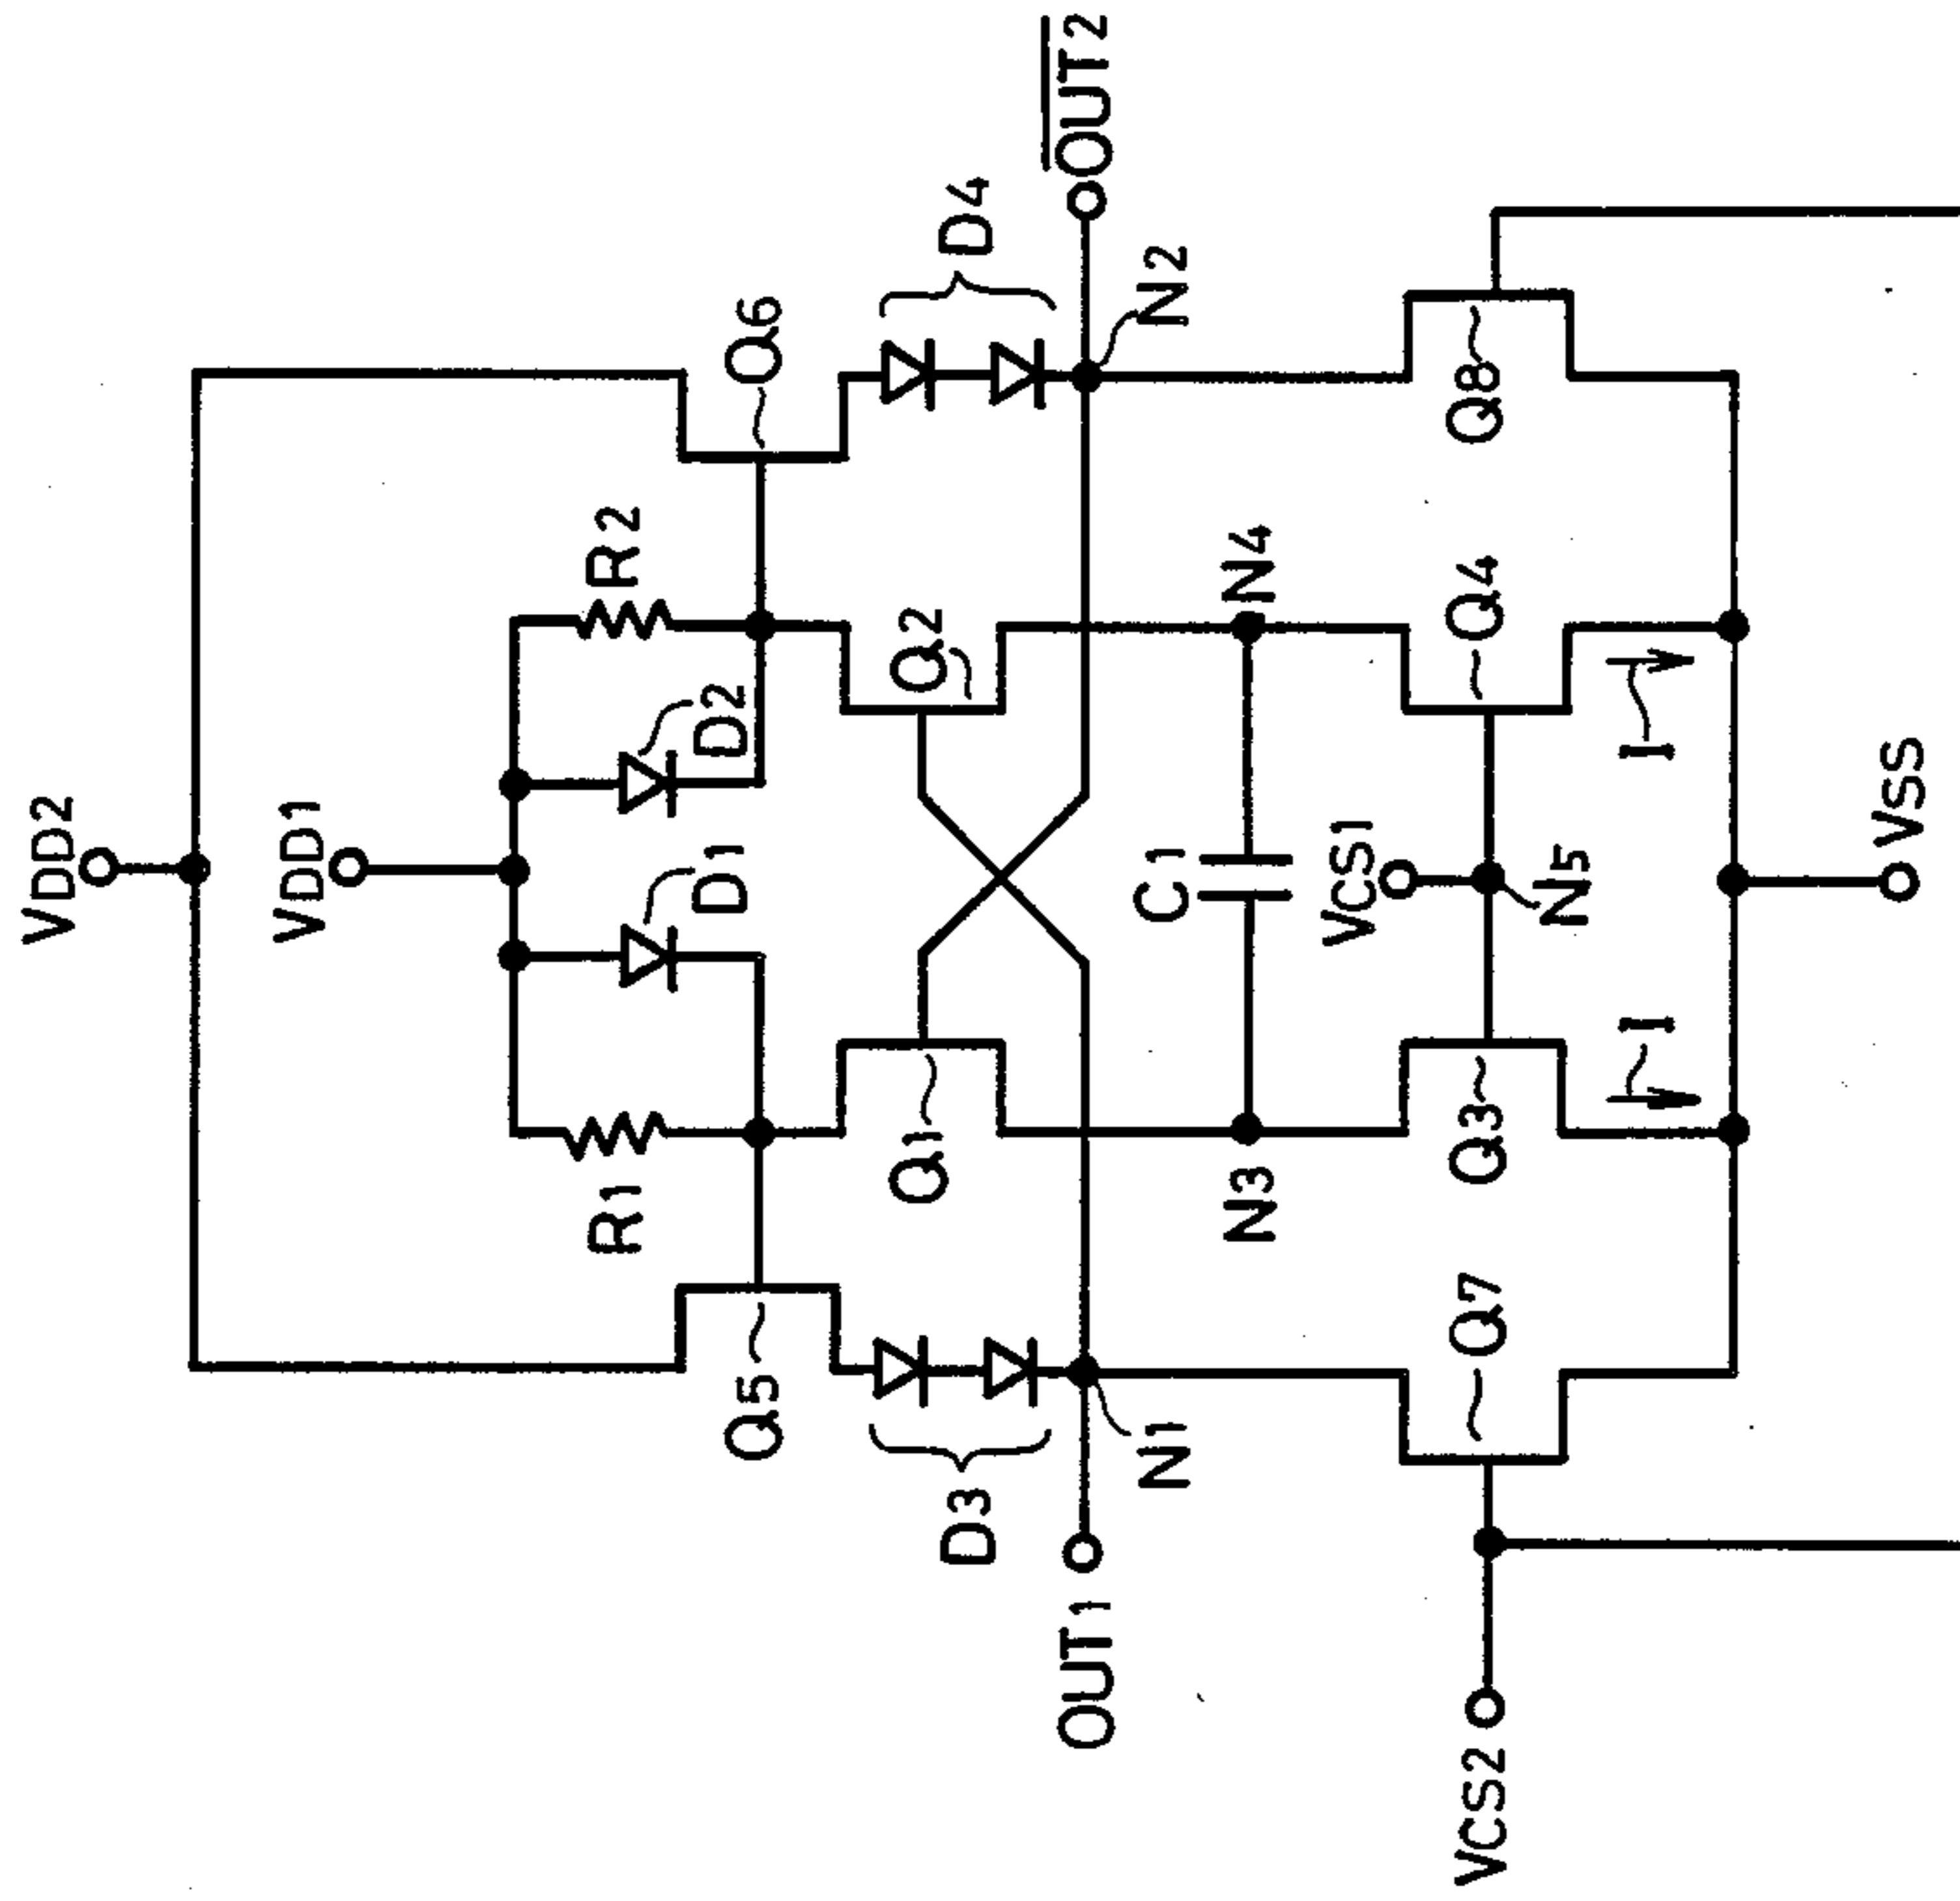 VDD2
VDD1
R1
D1
D2
R2
Q5
Q6
Q1
Q2
D3
D4
OUT1
OUT2
N1
N2
N3
C1
N4
VCS1
N5
VCS2
Q7
Q3
Q4
Q8
I
I
VSS